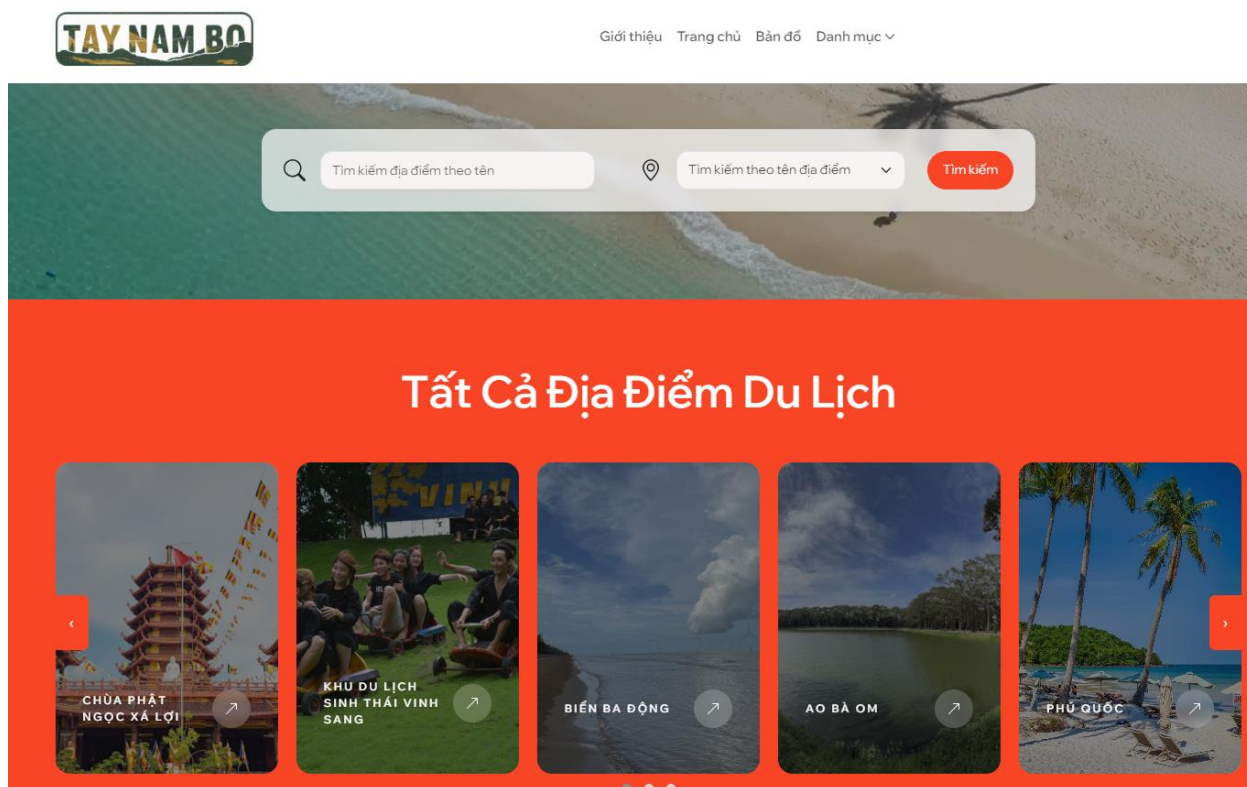 TAY NAM BO
Giới thiệu Trang chủ Bản đồ Danh mục
Tìm kiếm địa điểm theo tên
Tìm kiếm theo tên địa điểm
Tìm kiếm
Tất Cả Địa Điểm Du Lịch
VINH
CHÙA PHẬT
NGỌC XÁ LỢI
KHU DU LỊCH
SINH THÁI VINH
SANG
BIỂN BA ĐỘNG
AO BÀ OM
PHÚ QUỐC